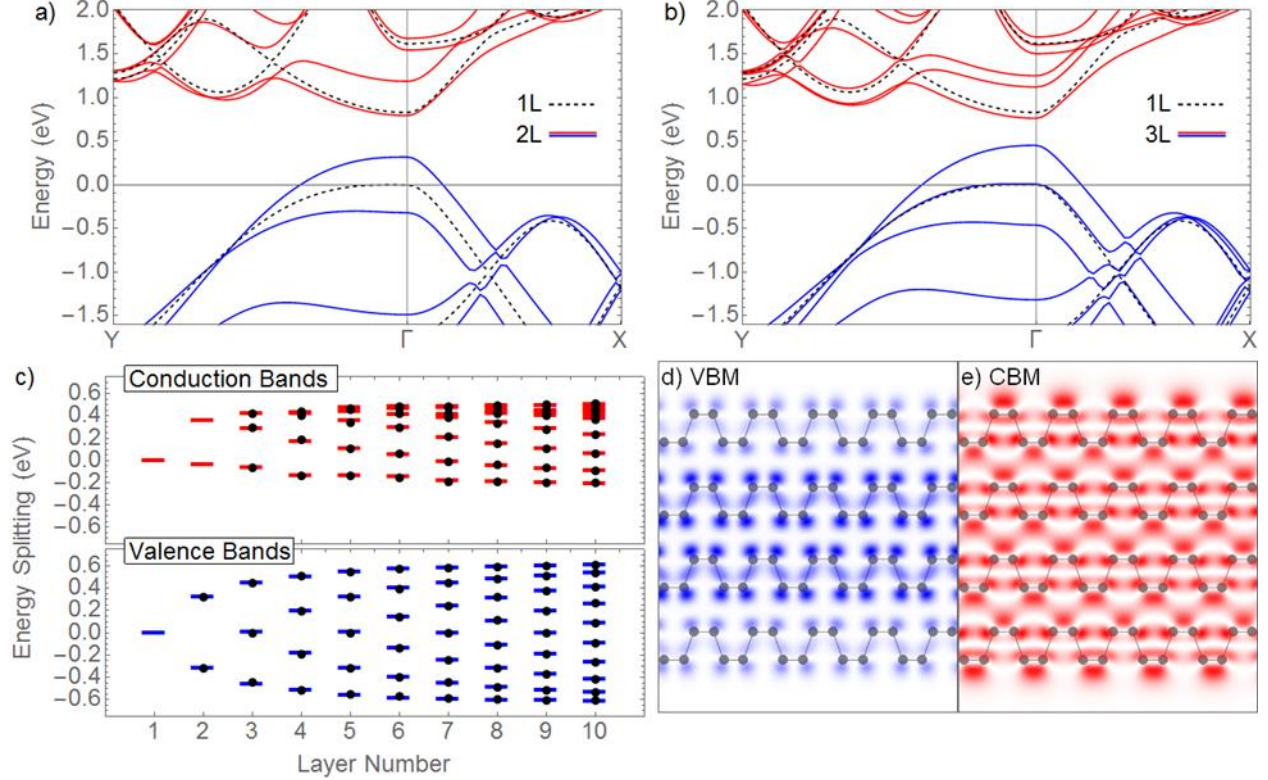 a)
2.0
1.5
1.0
0.5
0.0
−0.5
−1.0
−1.5
Energy (eV)
1L
2L
Y Γ X
b)
2.0
1.5
1.0
0.5
0.0
−0.5
−1.0
−1.5
Energy (eV)
1L
3L
Y Γ X
c)
Conduction Bands
0.6
0.4
0.2
0.0
−0.2
−0.4
−0.6
Valence Bands
0.6
0.4
0.2
0.0
−0.2
−0.4
−0.6
Energy Splitting (eV)
1 2 3 4 5 6 7 8 9 10
Layer Number
d) VBM
e) CBM